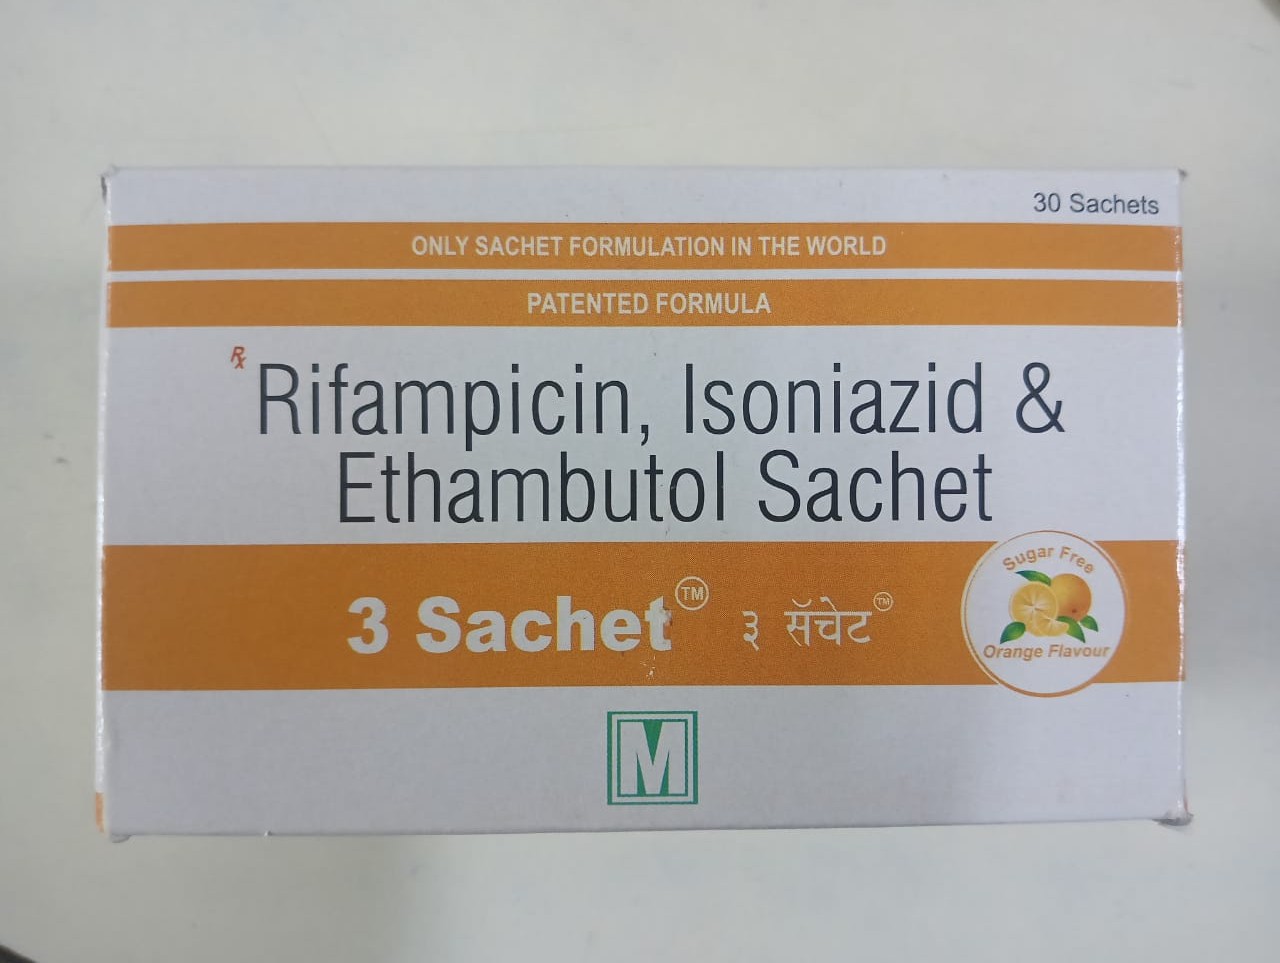 30 Sachets
ONLY SACHET FORMULATION IN THE WORLD
PATENTED FORMULA
Rx Rifampicin, Isoniazid &
Ethambutol Sachet
3 Sachet™ ३ सॅचेट™
Sugar Free
Orange Flavour
M